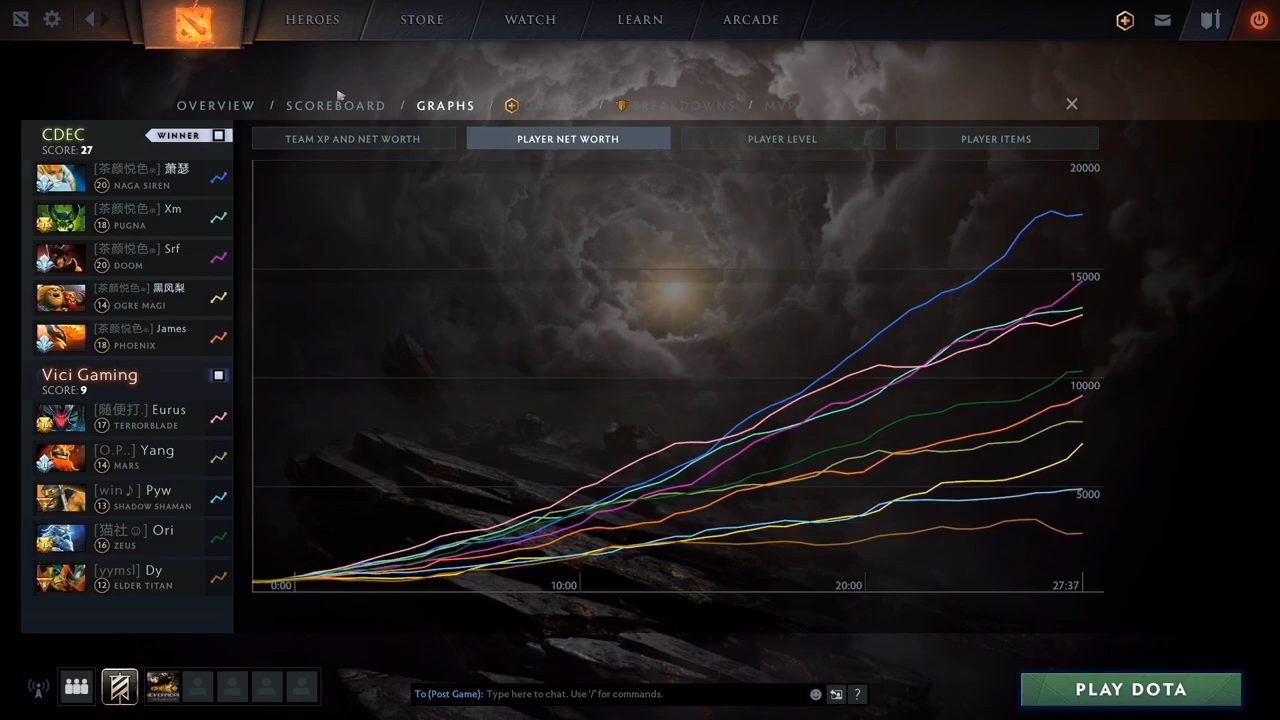 HEROES STORE WATCH LEARN ARCADE
OVERVIEW / SCOREBOARD / GRAPHS / / BREAKDOWNS / MVP
CDEC WINNER
SCORE: 27
[茶颜悦色] 萧瑟
20 NAGA SIREN
[茶颜悦色] Xm
18 PUGNA
[茶颜悦色] Srf
20 DOOM
[茶颜悦色] 黑凤梨
14 OGRE MAGI
[茶颜悦色] James
18 PHOENIX
Vici Gaming
SCORE: 9
[随便打.] Eurus
17 TERRORBLADE
[O.P..] Yang
14 MARS
[win♪] Pyw
13 SHADOW SHAMAN
[猫社☺] Ori
16 ZEUS
[yymsl] Dy
12 ELDER TITAN
TEAM XP AND NET WORTH PLAYER NET WORTH PLAYER LEVEL PLAYER ITEMS
20000
15000
10000
5000
0:00 10:00 20:00 27:37
To (Post Game): Type here to chat. Use '/' for commands. ?
PLAY DOTA